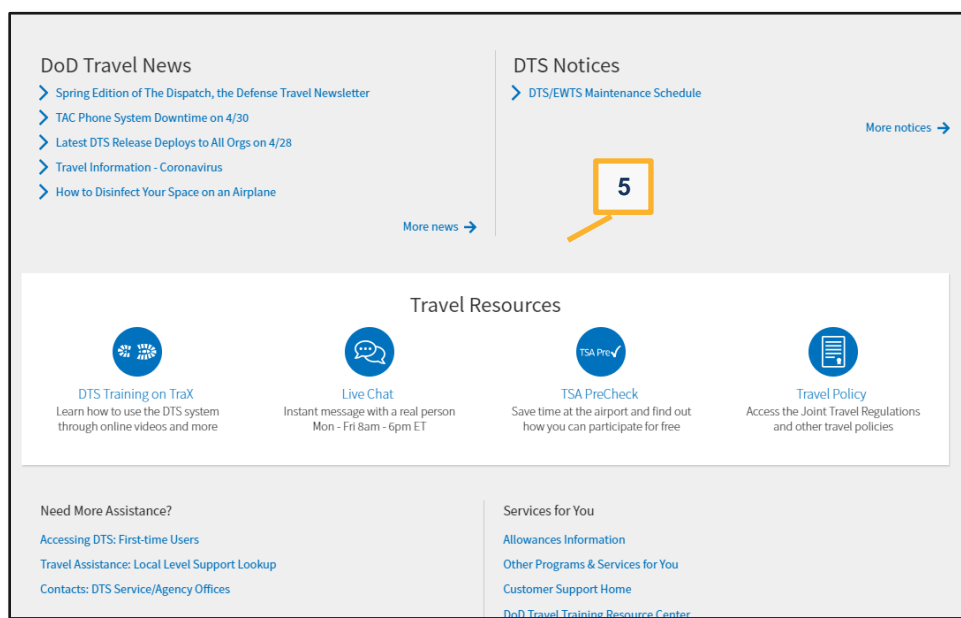 DoD Travel News
Spring Edition of The Dispatch, the Defense Travel Newsletter
TAC Phone System Downtime on 4/30
Latest DTS Release Deploys to All Orgs on 4/28
Travel Information - Coronavirus
How to Disinfect Your Space on an Airplane
More news
DTS Notices
DTS/EWTS Maintenance Schedule
More notices
5
Travel Resources
DTS Training on TraX
Learn how to use the DTS system
through online videos and more
Live Chat
Instant message with a real person
Mon - Fri 8am - 6pm ET
TSA Pre✓
TSA PreCheck
Save time at the airport and find out
how you can participate for free
Travel Policy
Access the Joint Travel Regulations
and other travel policies
Need More Assistance?
Accessing DTS: First-time Users
Travel Assistance: Local Level Support Lookup
Contacts: DTS Service/Agency Offices
Services for You
Allowances Information
Other Programs & Services for You
Customer Support Home
DoD Travel Training Resource Center